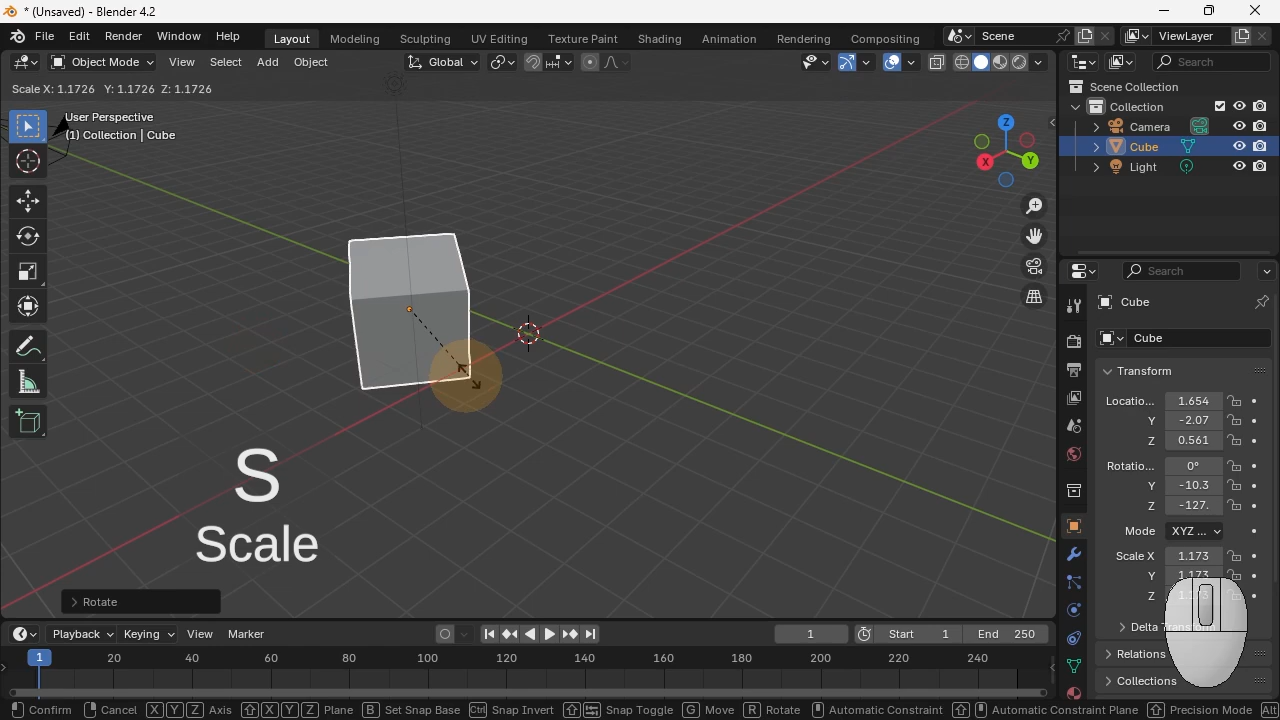 * (Unsaved) - Blender 4.2
File Edit Render Window Help Layout Modeling Sculpting UV Editing Texture Paint Shading Animation Rendering Compositing Scene ViewLayer
Object Mode View Select Add Object Global Search
Scale X: 1.1726 Y: 1.1726 Z: 1.1726
User Perspective
(1) Collection | Cube
Z
X
Y
Scene Collection
Collection
Camera
Cube
Light
Search
Cube
Cube
Transform
Locatio... 1.654
Y -2.07
Z 0.561
Rotatio... 0°
Y -10.3
Z -127.
Mode XYZ ...
Scale X 1.173
Y 1.173
Z
Delta
Relations
Collections
S
Scale
Rotate
Playback Keying View Marker 1 Start 1 End 250
1 20 40 60 80 100 120 140 160 180 200 220 240
Confirm Cancel X Y Z Axis X Y Z Plane B Set Snap Base Ctrl Snap Invert Snap Toggle G Move R Rotate Automatic Constraint Automatic Constraint Plane Precision Mode Alt